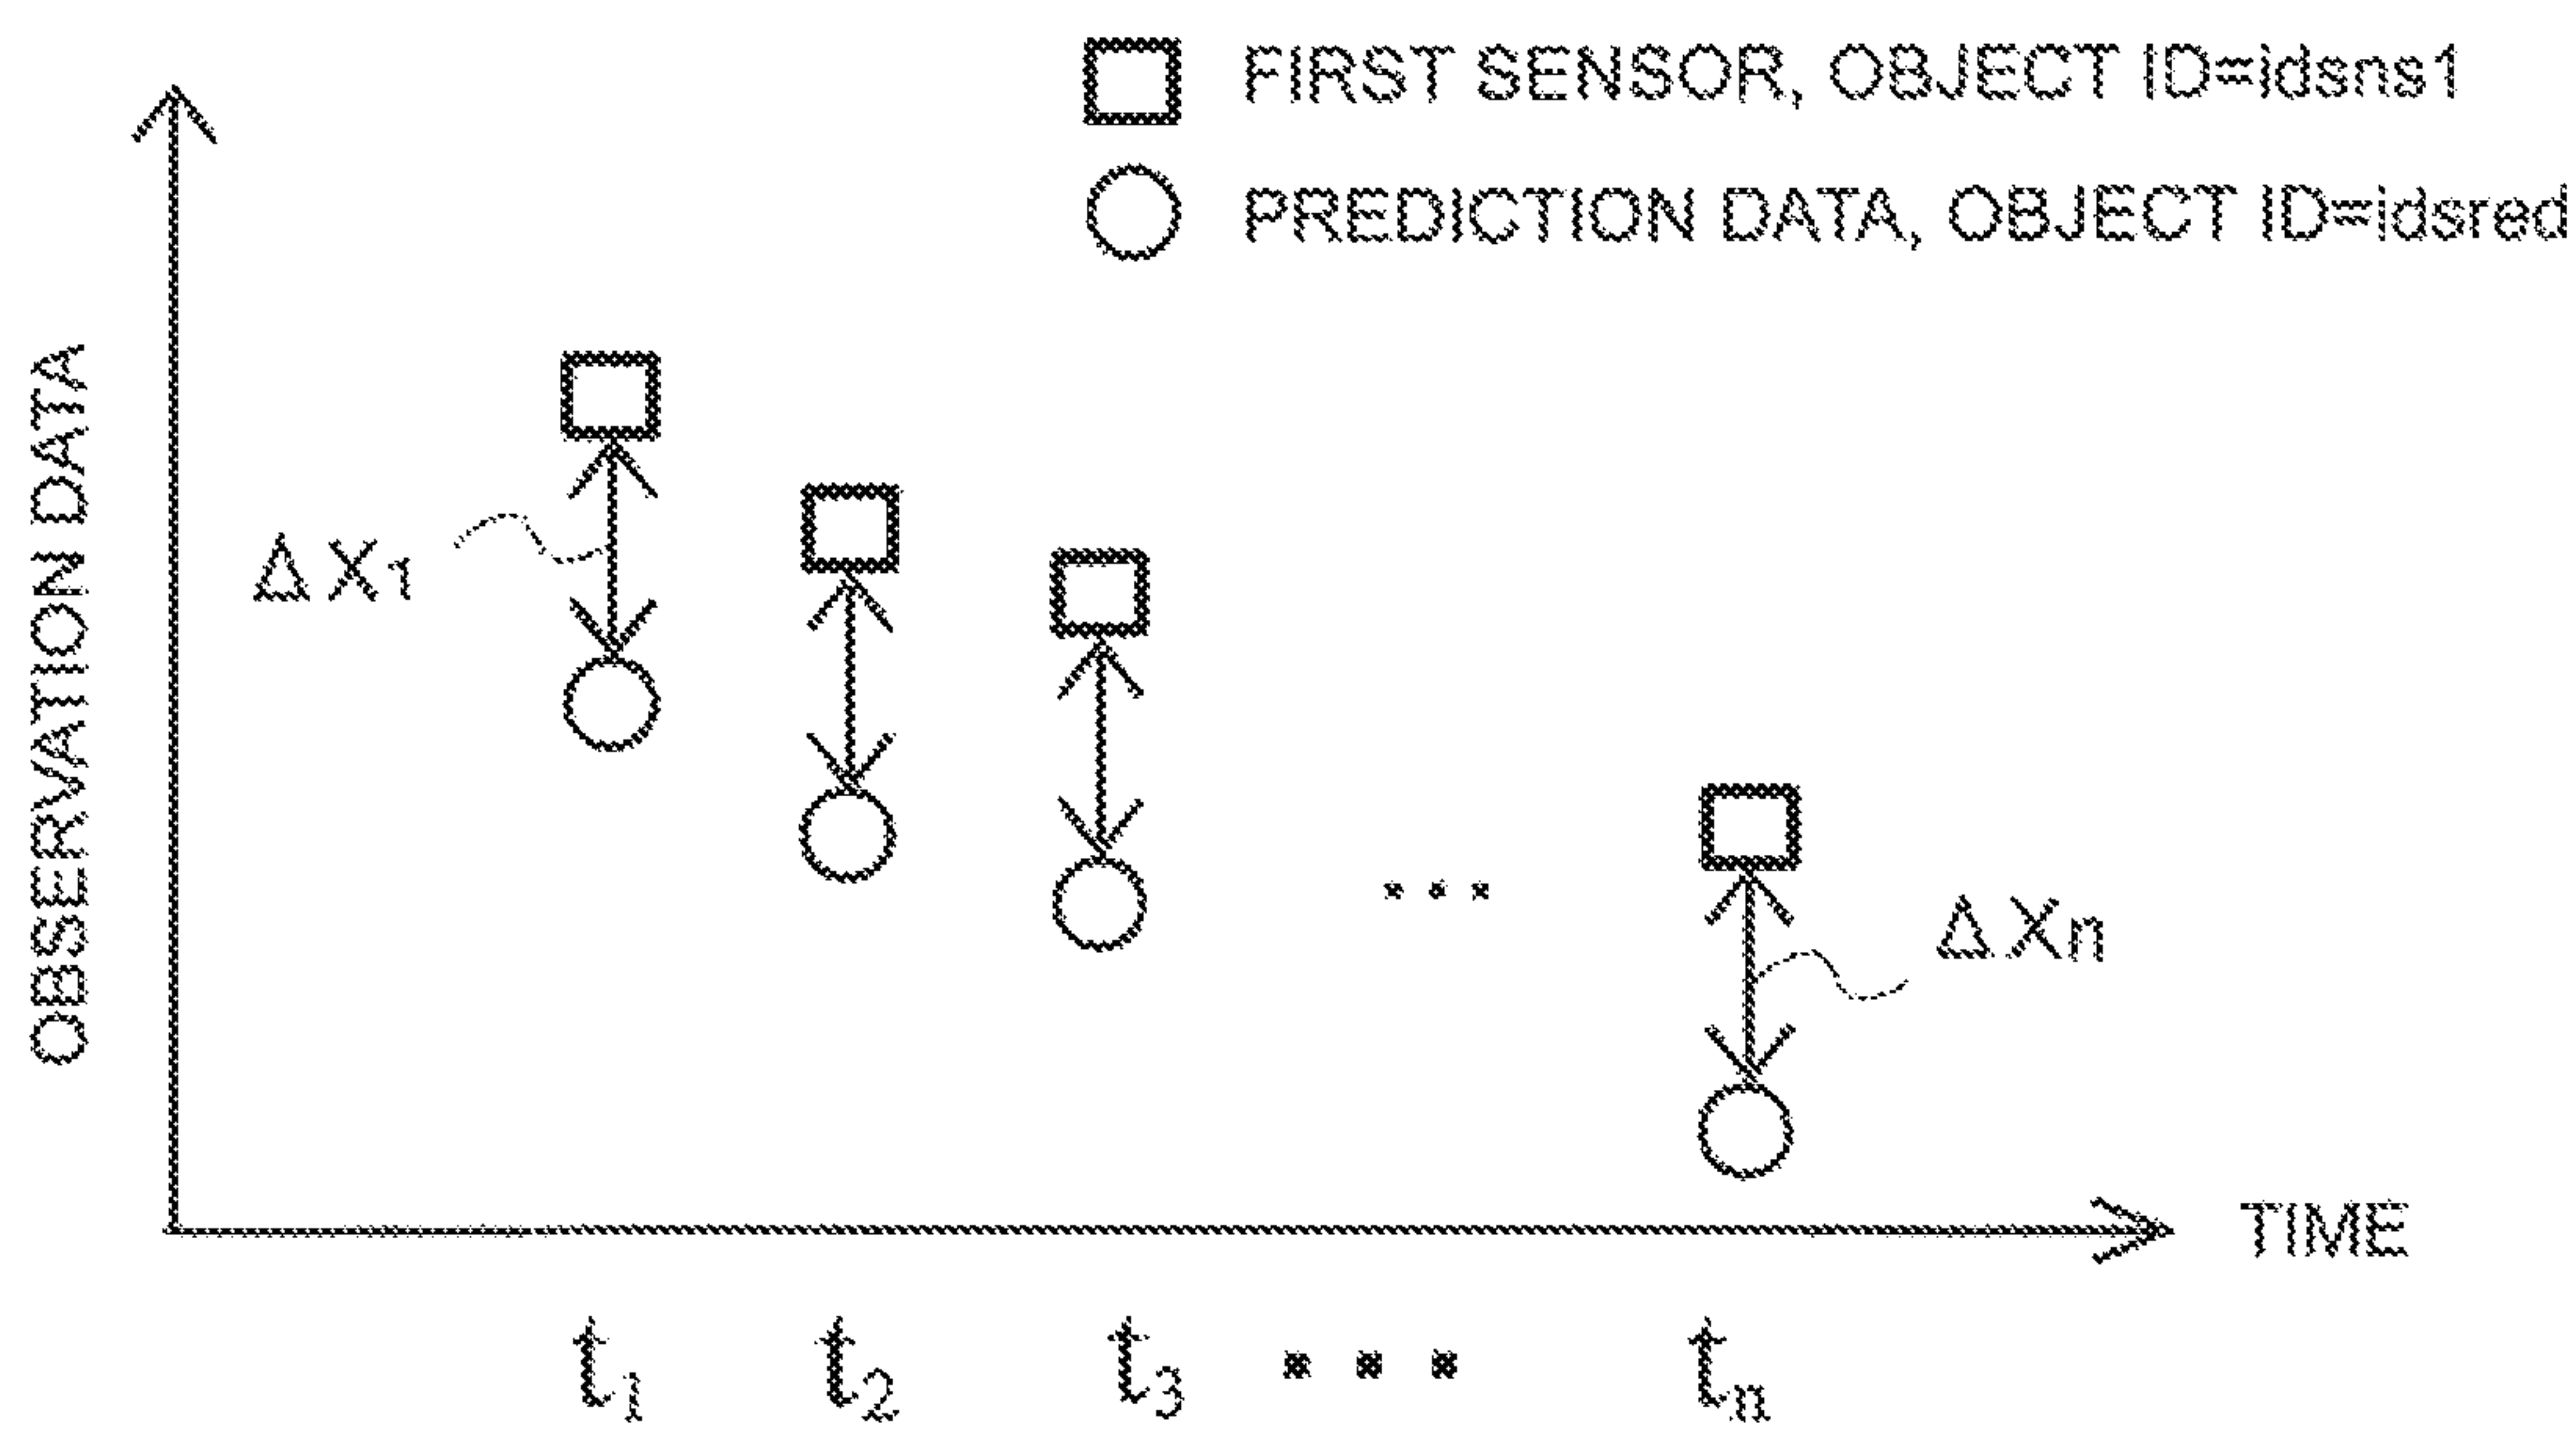 FIRST SENSOR, OBJECT ID=idsns1
PREDICTION DATA, OBJECT ID=idsred
OBSERVATION DATA
ΔX1
...
ΔXn
TIME
t1 t2 t3 ... tn